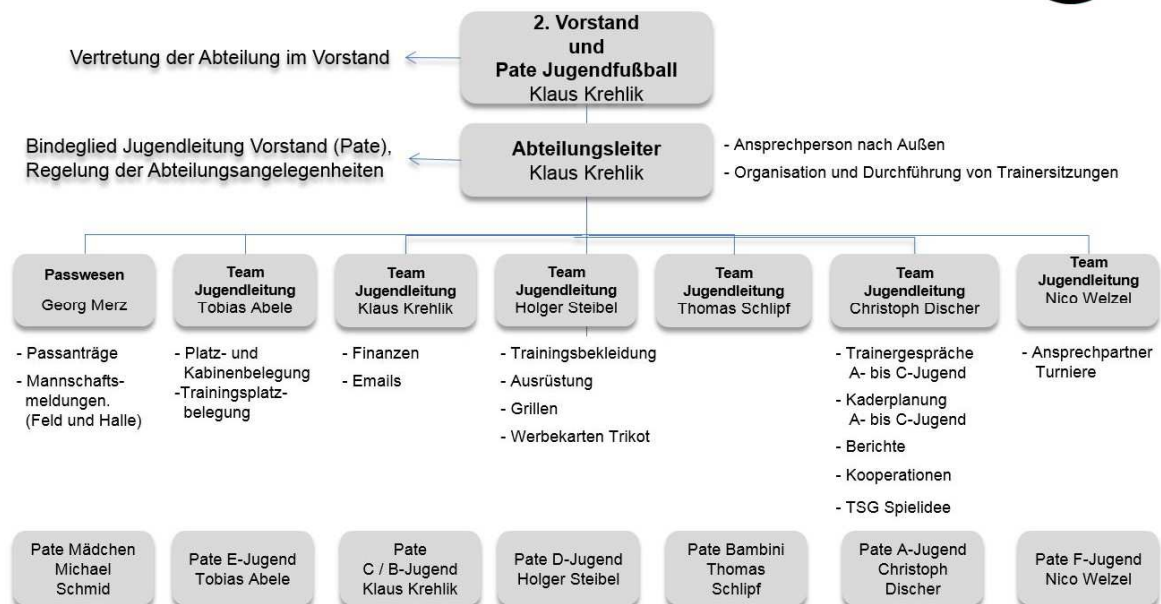 2. Vorstand
und
Pate Jugendfußball
Klaus Krehlik
Vertretung der Abteilung im Vorstand
Abteilungsleiter
Klaus Krehlik
Bindeglied Jugendleitung Vorstand (Pate),
Regelung der Abteilungsangelegenheiten
- Ansprechperson nach Außen
- Organisation und Durchführung von Trainersitzungen
Passwesen
Georg Merz
- Passanträge
- Mannschafts-
meldungen.
(Feld und Halle)
Team
Jugendleitung
Tobias Abele
- Platz- und
Kabinenbelegung
-Trainingsplatz-
belegung
Team
Jugendleitung
Klaus Krehlik
- Finanzen
- Emails
Team
Jugendleitung
Holger Steibel
- Trainingsbekleidung
- Ausrüstung
- Grillen
- Werbekarten Trikot
Team
Jugendleitung
Thomas Schlipf
Team
Jugendleitung
Christoph Discher
- Trainergespräche
A- bis C-Jugend
- Kaderplanung
A- bis C-Jugend
- Berichte
- Kooperationen
- TSG Spielidee
Team
Jugendleitung
Nico Welzel
- Ansprechpartner
Turniere
Pate Mädchen
Michael
Schmid
Pate E-Jugend
Tobias Abele
Pate
C / B-Jugend
Klaus Krehlik
Pate D-Jugend
Holger Steibel
Pate Bambini
Thomas
Schlipf
Pate A-Jugend
Christoph
Discher
Pate F-Jugend
Nico Welzel